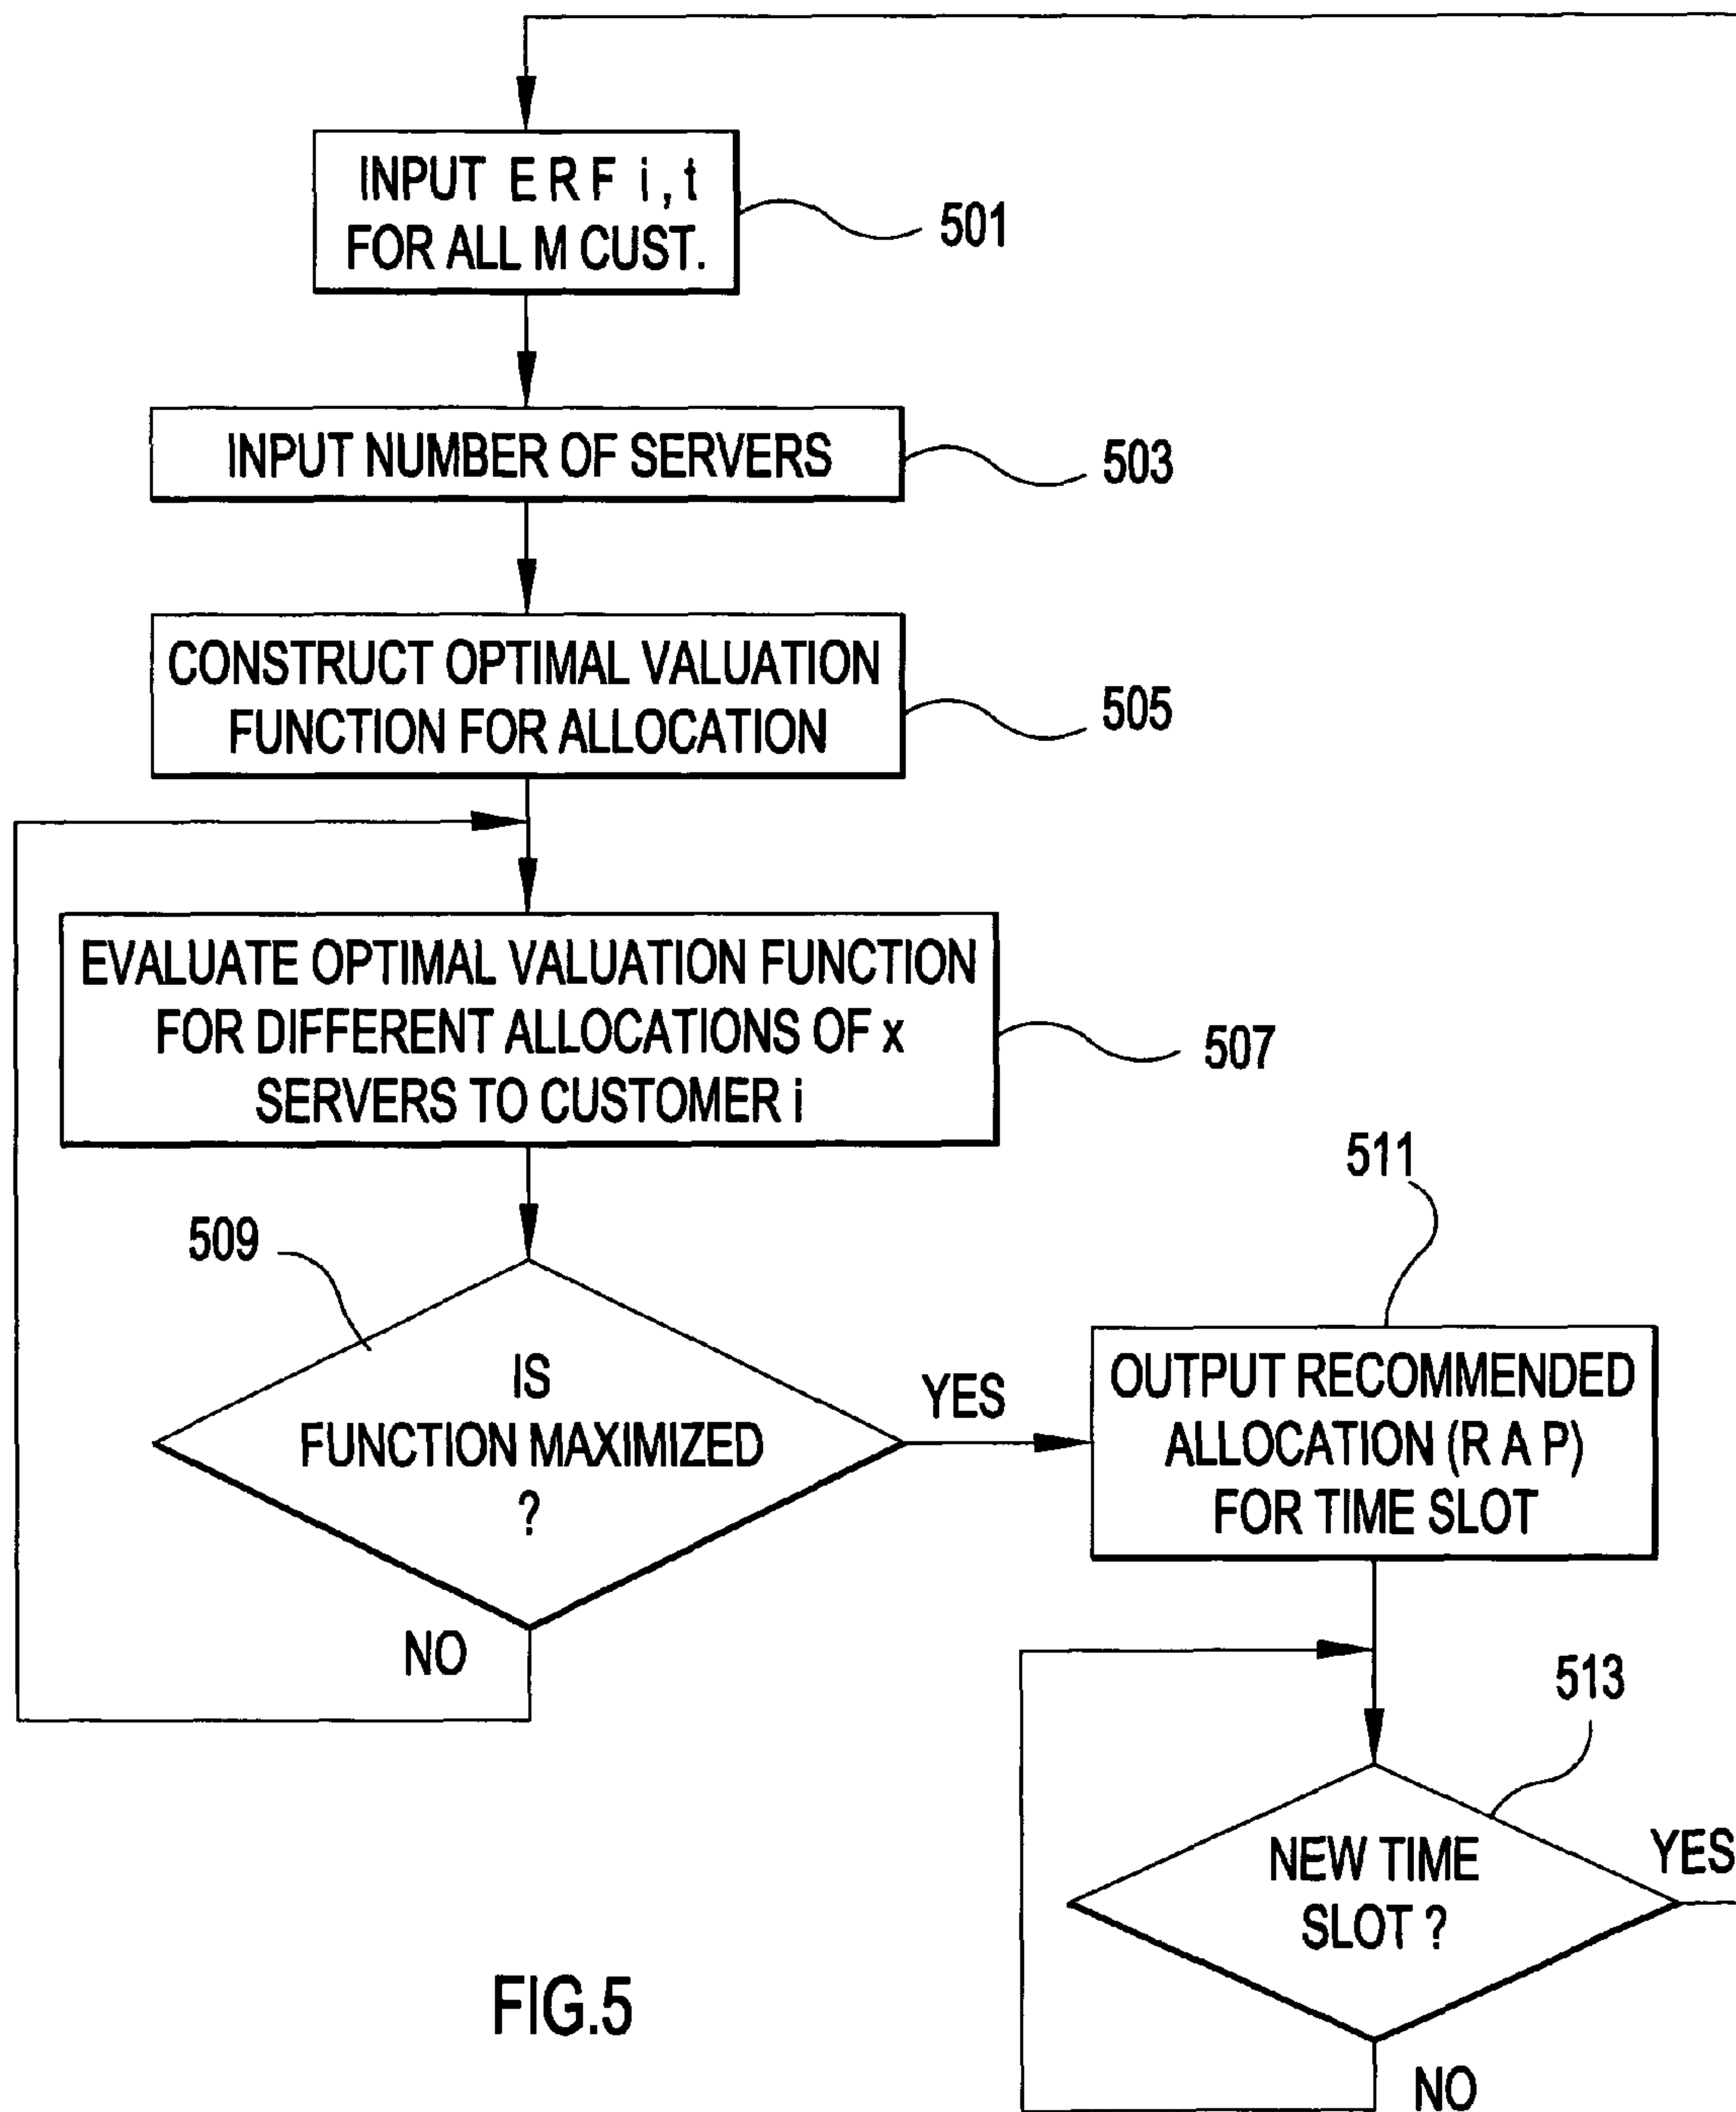 INPUT E R F i , t
FOR ALL M CUST.
501
INPUT NUMBER OF SERVERS
503
CONSTRUCT OPTIMAL VALUATION
FUNCTION FOR ALLOCATION
505
EVALUATE OPTIMAL VALUATION FUNCTION
FOR DIFFERENT ALLOCATIONS OF x
SERVERS TO CUSTOMER i
507
509
IS
FUNCTION MAXIMIZED
?
YES
NO
511
OUTPUT RECOMMENDED
ALLOCATION (R A P)
FOR TIME SLOT
513
NEW TIME
SLOT ?
YES
NO
FIG.5